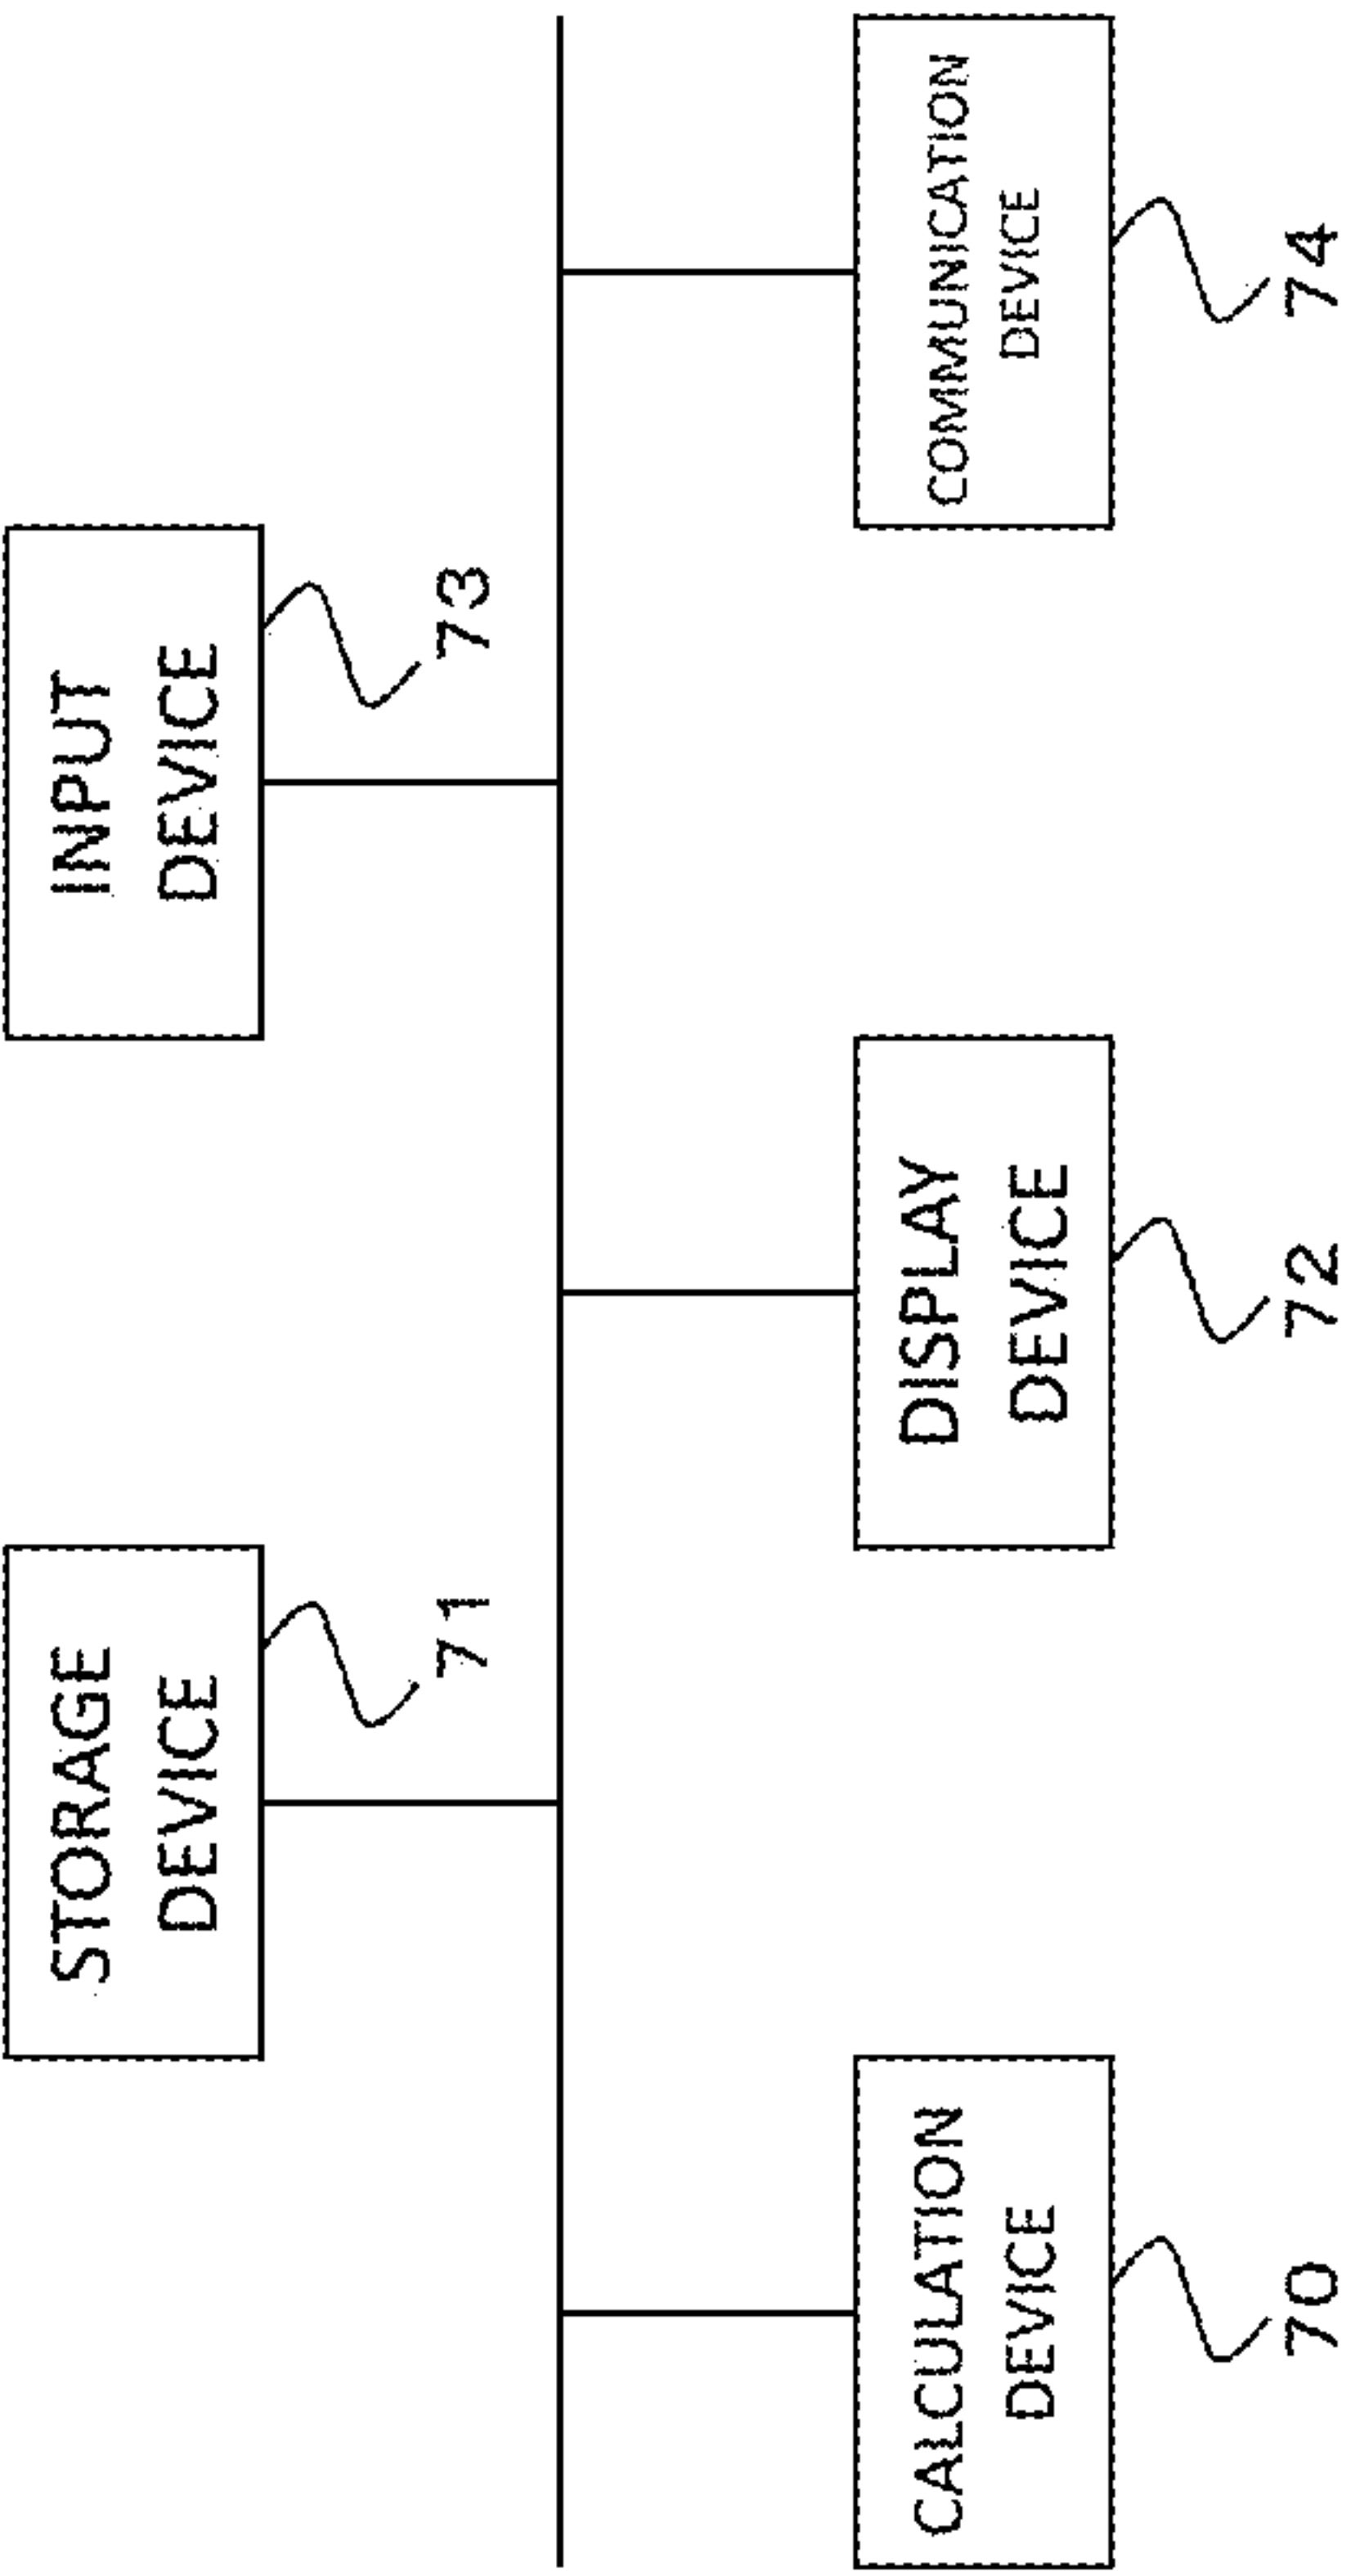 STORAGE
DEVICE
71
INPUT
DEVICE
73
CALCULATION
DEVICE
70
DISPLAY
DEVICE
72
COMMUNICATION
DEVICE
74